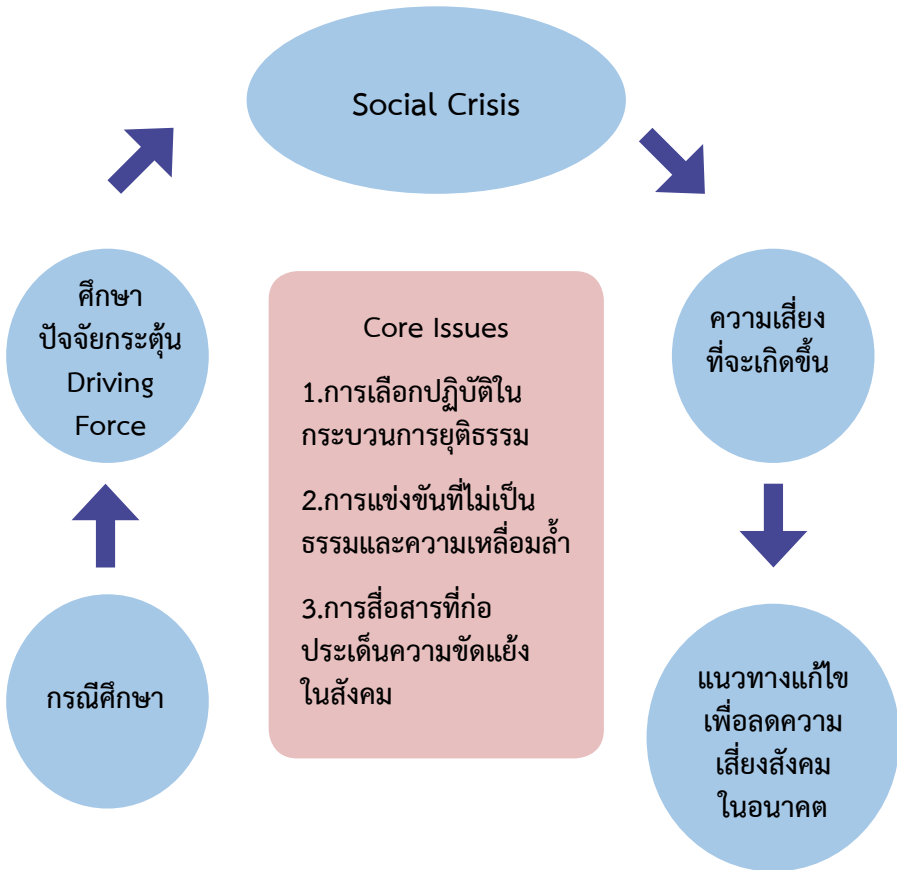 Social Crisis
ศึกษา
ปัจจัยกระตุ้น
Driving
Force
Core Issues
1.การเลือกปฏิบัติใน
กระบวนการยุติธรรม
2.การแข่งขันที่ไม่เป็น
ธรรมและความเหลื่อมล้ำ
3.การสื่อสารที่ก่อ
ประเด็นความขัดแย้ง
ในสังคม
ความเสี่ยง
ที่จะเกิดขึ้น
กรณีศึกษา
แนวทางแก้ไข
เพื่อลดความ
เสี่ยงสังคม
ในอนาคต